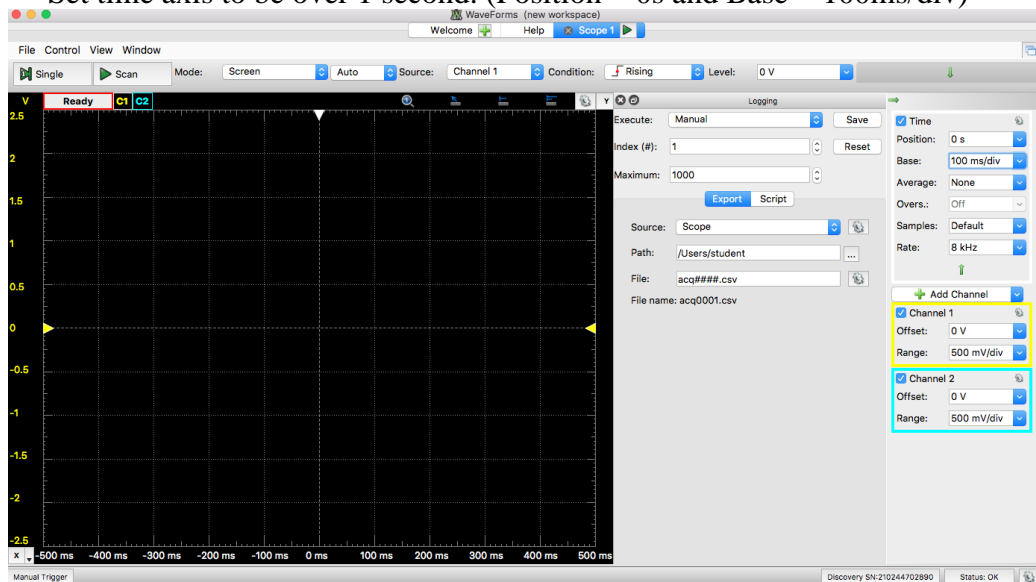 Set time axis to be over 1 second. (Position = 0s and Base = 100ms/div)
WaveForms (new workspace)
Welcome Help Scope 1
File Control View Window
Single Scan Mode: Screen Auto Source: Channel 1 Condition: Rising Level: 0 V
V Ready C1 C2 Y
2.5
2
1.5
1
0.5
0
-0.5
-1
-1.5
-2
-2.5
X -500 ms -400 ms -300 ms -200 ms -100 ms 0 ms 100 ms 200 ms 300 ms 400 ms 500 ms
Logging
Execute: Manual Save
Index (#): 1 Reset
Maximum: 1000
Export Script
Source: Scope
Path: /Users/student ...
File: acq####.csv
File name: acq0001.csv
Time
Position: 0 s
Base: 100 ms/div
Average: None
Overs.: Off
Samples: Default
Rate: 8 kHz
Add Channel
Channel 1
Offset: 0 V
Range: 500 mV/div
Channel 2
Offset: 0 V
Range: 500 mV/div
Manual Trigger Discovery SN:210244702890 Status: OK